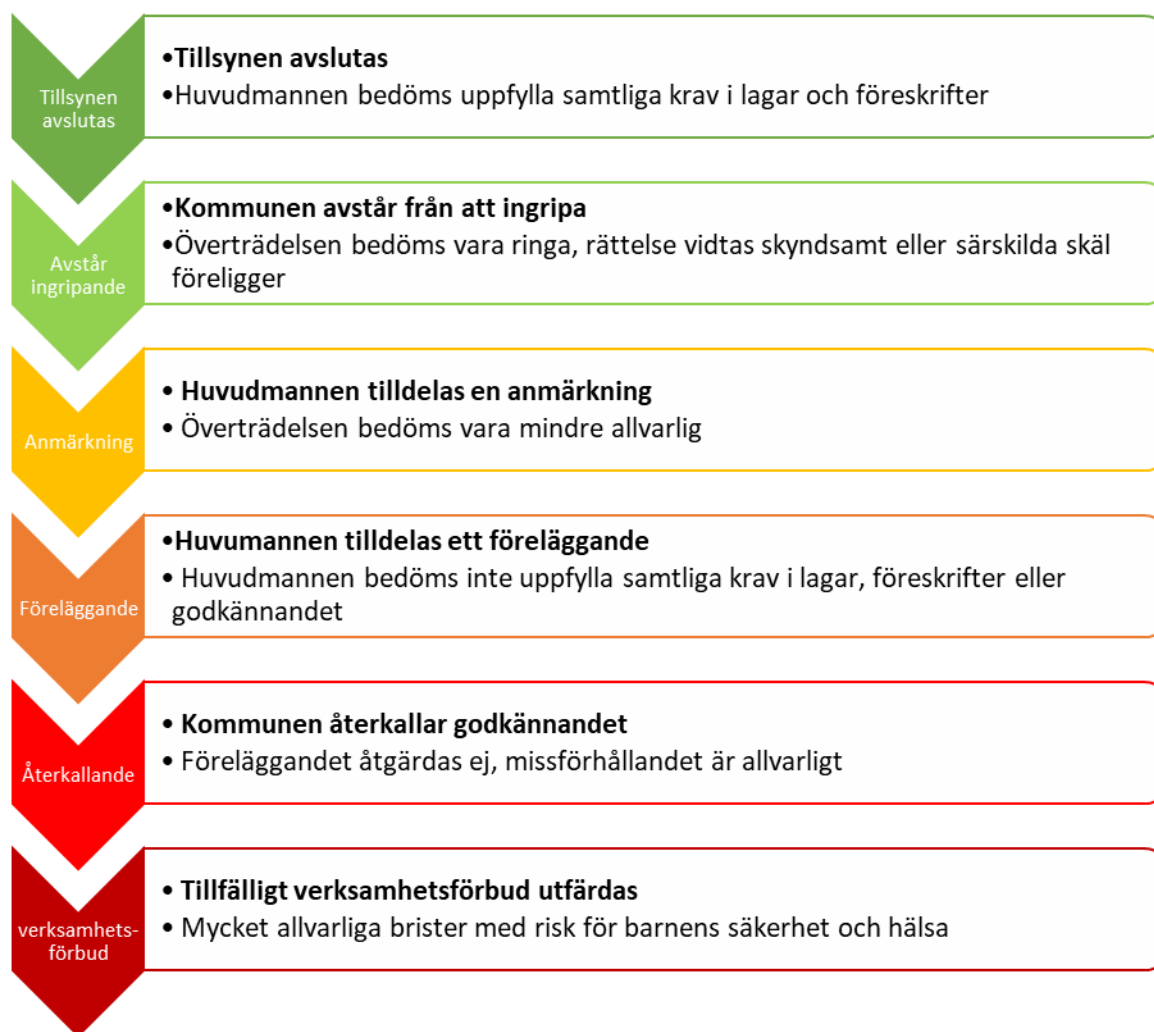 Tillsynen
avslutas
•Tillsynen avslutas
•Huvudmannen bedöms uppfylla samtliga krav i lagar och föreskrifter
Avstår
ingripande
•Kommunen avstår från att ingripa
•Överträdelsen bedöms vara ringa, rättelse vidtas skyndsamt eller särskilda skäl
föreligger
Anmärkning
• Huvudmannen tilldelas en anmärkning
• Överträdelsen bedöms vara mindre allvarlig
Föreläggande
•Huvumannen tilldelas ett föreläggande
• Huvudmannen bedöms inte uppfylla samtliga krav i lagar, föreskrifter eller
godkännandet
Återkallande
• Kommunen återkallar godkännandet
• Föreläggandet åtgärdas ej, missförhållandet är allvarligt
verksamhets-
förbud
• Tillfälligt verksamhetsförbud utfärdas
• Mycket allvarliga brister med risk för barnens säkerhet och hälsa